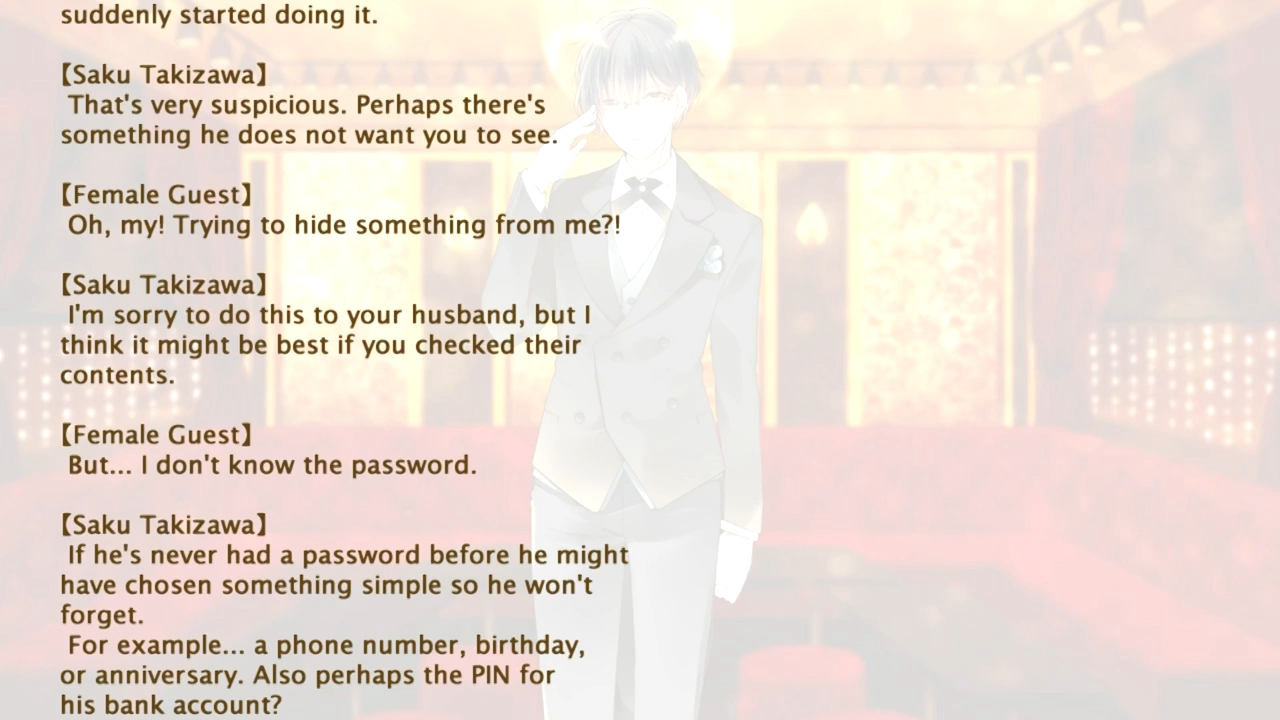 suddenly started doing it.
【Saku Takizawa】
That's very suspicious. Perhaps there's
something he does not want you to see.
【Female Guest】
Oh, my! Trying to hide something from me?!
【Saku Takizawa】
I'm sorry to do this to your husband, but I
think it might be best if you checked their
contents.
【Female Guest】
But... I don't know the password.
【Saku Takizawa】
If he's never had a password before he might
have chosen something simple so he won't
forget.
For example... a phone number, birthday,
or anniversary. Also perhaps the PIN for
his bank account?